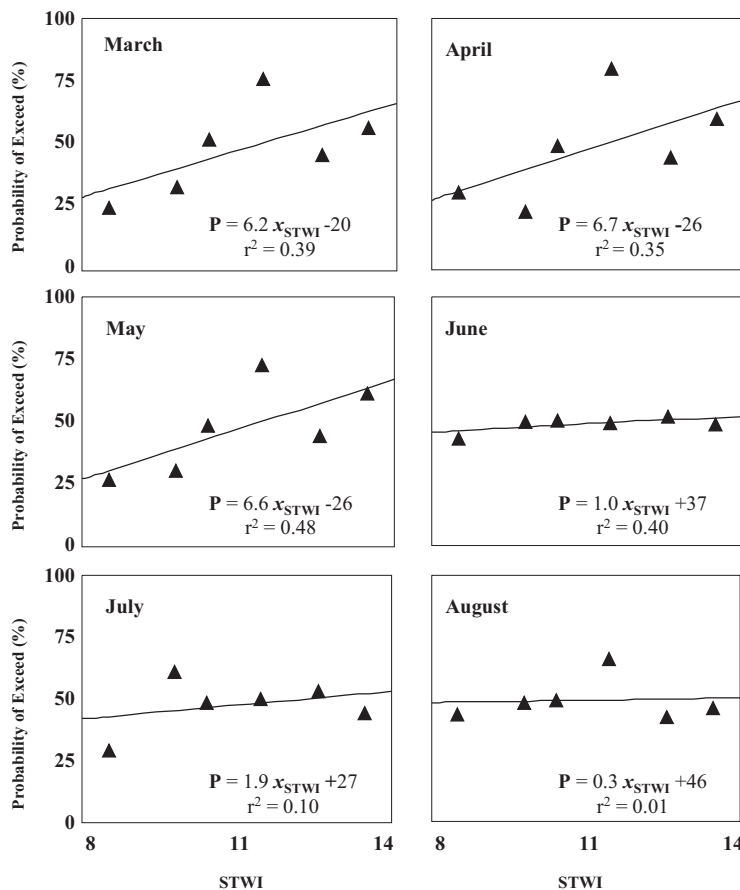 100
75
50
25
0
Probability of Exceed (%)
March
P = 6.2 xSTWI -20
r² = 0.39
April
P = 6.7 xSTWI -26
r² = 0.35
100
75
50
25
0
Probability of Exceed (%)
May
P = 6.6 xSTWI -26
r² = 0.48
June
P = 1.0 xSTWI +37
r² = 0.40
100
75
50
25
0
Probability of Exceed (%)
July
P = 1.9 xSTWI +27
r² = 0.10
August
P = 0.3 xSTWI +46
r² = 0.01
8 11 14
8 11 14
STWI
STWI